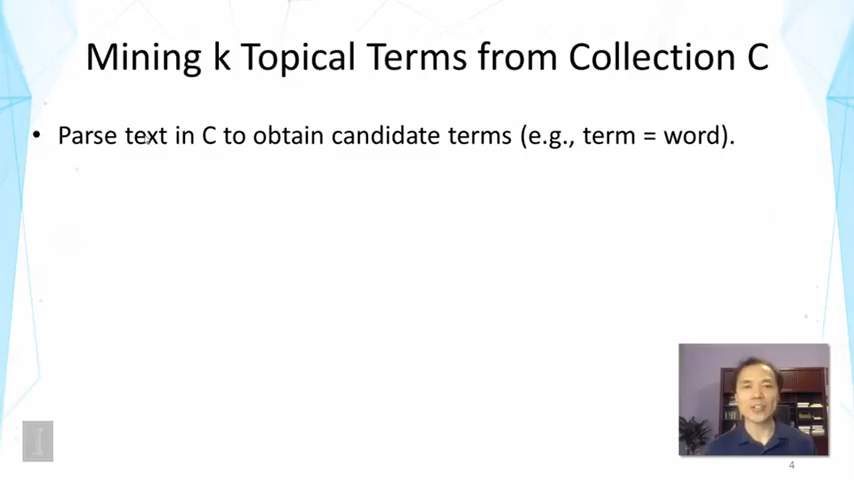 Mining k Topical Terms from Collection C
• Parse text in C to obtain candidate terms (e.g., term = word).
I
4